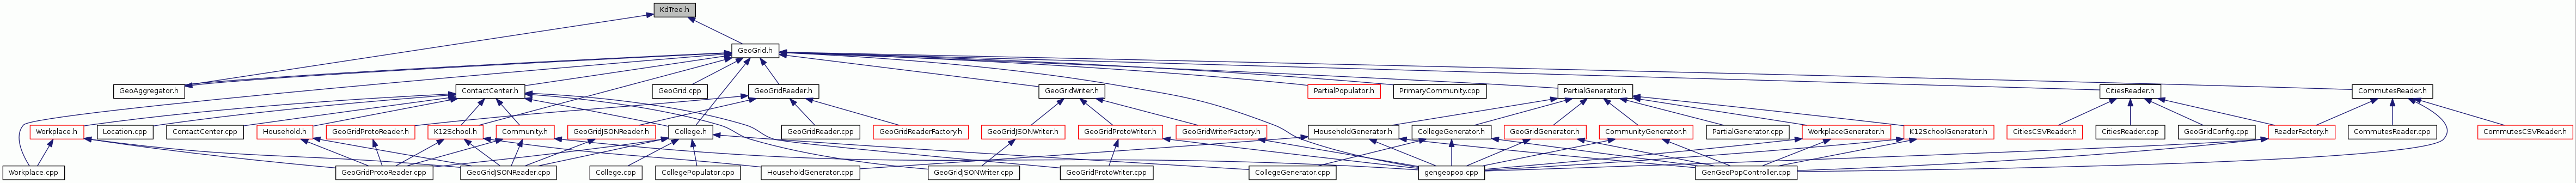 KdTree.h
GeoGrid.h
GeoAggregator.h
ContactCenter.h
GeoGrid.cpp
GeoGridReader.h
GeoGridWriter.h
PartialPopulator.h
PrimaryCommunity.cpp
PartialGenerator.h
CitiesReader.h
CommutesReader.h
Workplace.h
Location.cpp
ContactCenter.cpp
Household.h
GeoGridProtoReader.h
K12School.h
Community.h
GeoGridJSONReader.h
College.h
GeoGridReader.cpp
GeoGridReaderFactory.h
GeoGridJSONWriter.h
GeoGridProtoWriter.h
GeoGridWriterFactory.h
HouseholdGenerator.h
CollegeGenerator.h
GeoGridGenerator.h
CommunityGenerator.h
PartialGenerator.cpp
WorkplaceGenerator.h
K12SchoolGenerator.h
CitiesCSVReader.h
CitiesReader.cpp
GeoGridConfig.cpp
ReaderFactory.h
CommutesReader.cpp
CommutesCSVReader.h
Workplace.cpp
GeoGridProtoReader.cpp
GeoGridJSONReader.cpp
College.cpp
CollegePopulator.cpp
HouseholdGenerator.cpp
GeoGridJSONWriter.cpp
GeoGridProtoWriter.cpp
CollegeGenerator.cpp
gengeopop.cpp
GenGeoPopController.cpp